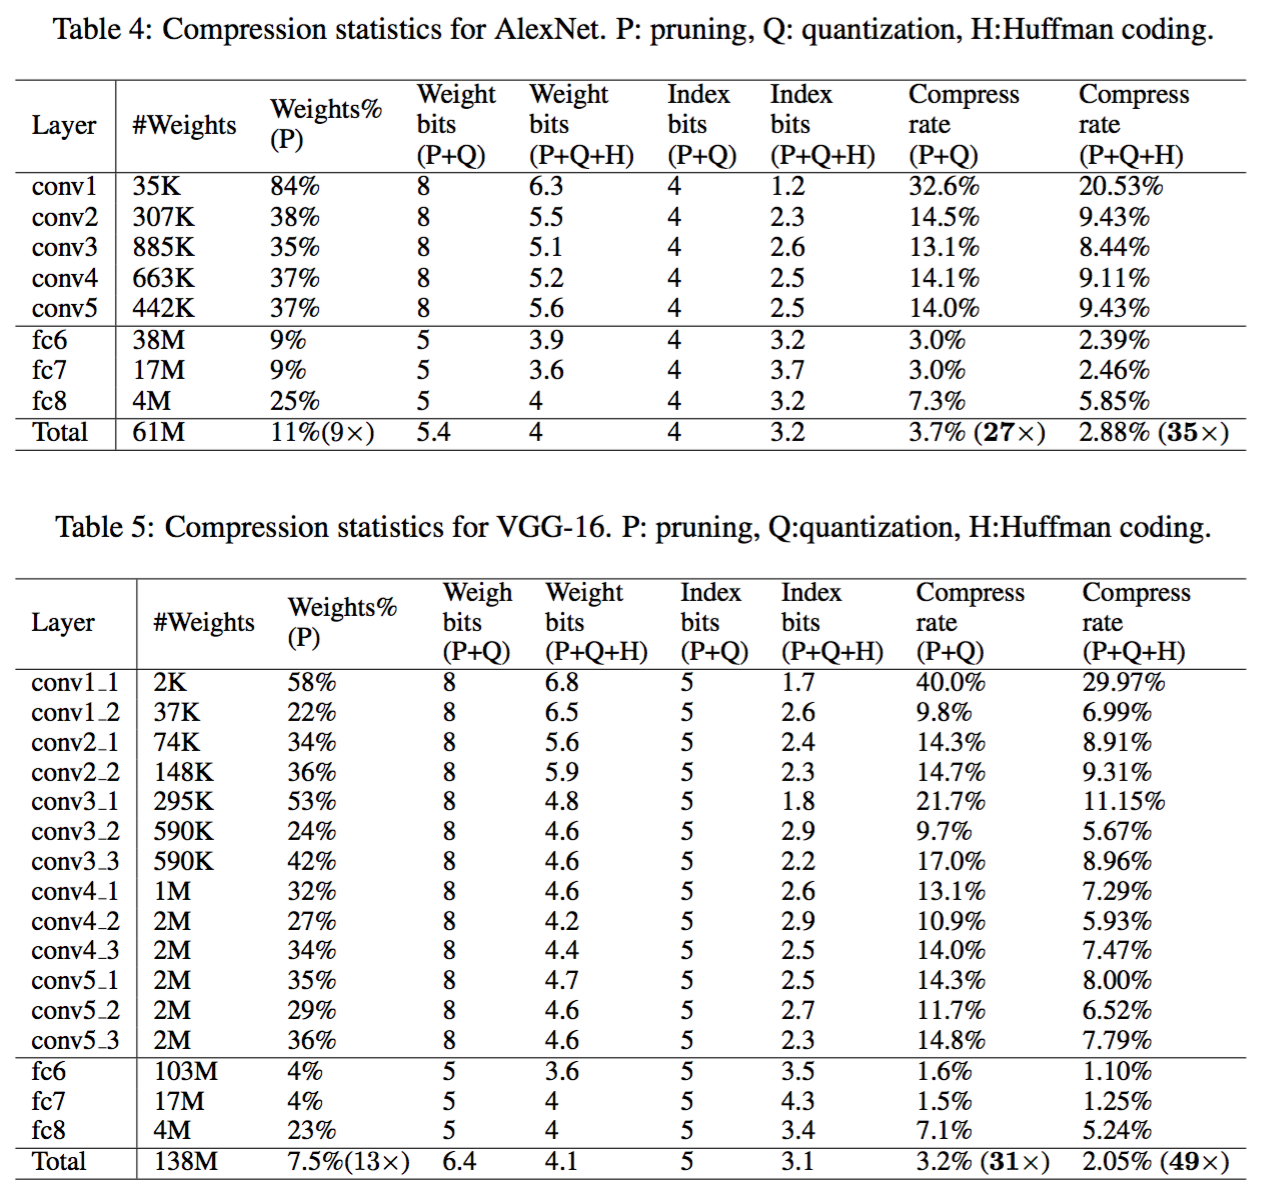 Table 4: Compression statistics for AlexNet. P: pruning, Q: quantization, H:Huffman coding.
Layer #Weights Weights% (P) Weight bits (P+Q) Weight bits (P+Q+H) Index bits (P+Q) Index bits (P+Q+H) Compress rate (P+Q) Compress rate (P+Q+H)
conv1 35K 84% 8 6.3 4 1.2 32.6% 20.53%
conv2 307K 38% 8 5.5 4 2.3 14.5% 9.43%
conv3 885K 35% 8 5.1 4 2.6 13.1% 8.44%
conv4 663K 37% 8 5.2 4 2.5 14.1% 9.11%
conv5 442K 37% 8 5.6 4 2.5 14.0% 9.43%
fc6 38M 9% 5 3.9 4 3.2 3.0% 2.39%
fc7 17M 9% 5 3.6 4 3.7 3.0% 2.46%
fc8 4M 25% 5 4 4 3.2 7.3% 5.85%
Total 61M 11%(9×) 5.4 4 4 3.2 3.7% (27×) 2.88% (35×)
Table 5: Compression statistics for VGG-16. P: pruning, Q:quantization, H:Huffman coding.
Layer #Weights Weights% (P) Weigh bits (P+Q) Weight bits (P+Q+H) Index bits (P+Q) Index bits (P+Q+H) Compress rate (P+Q) Compress rate (P+Q+H)
conv1_1 2K 58% 8 6.8 5 1.7 40.0% 29.97%
conv1_2 37K 22% 8 6.5 5 2.6 9.8% 6.99%
conv2_1 74K 34% 8 5.6 5 2.4 14.3% 8.91%
conv2_2 148K 36% 8 5.9 5 2.3 14.7% 9.31%
conv3_1 295K 53% 8 4.8 5 1.8 21.7% 11.15%
conv3_2 590K 24% 8 4.6 5 2.9 9.7% 5.67%
conv3_3 590K 42% 8 4.6 5 2.2 17.0% 8.96%
conv4_1 1M 32% 8 4.6 5 2.6 13.1% 7.29%
conv4_2 2M 27% 8 4.2 5 2.9 10.9% 5.93%
conv4_3 2M 34% 8 4.4 5 2.5 14.0% 7.47%
conv5_1 2M 35% 8 4.7 5 2.5 14.3% 8.00%
conv5_2 2M 29% 8 4.6 5 2.7 11.7% 6.52%
conv5_3 2M 36% 8 4.6 5 2.3 14.8% 7.79%
fc6 103M 4% 5 3.6 5 3.5 1.6% 1.10%
fc7 17M 4% 5 4 5 4.3 1.5% 1.25%
fc8 4M 23% 5 4 5 3.4 7.1% 5.24%
Total 138M 7.5%(13×) 6.4 4.1 5 3.1 3.2% (31×) 2.05% (49×)